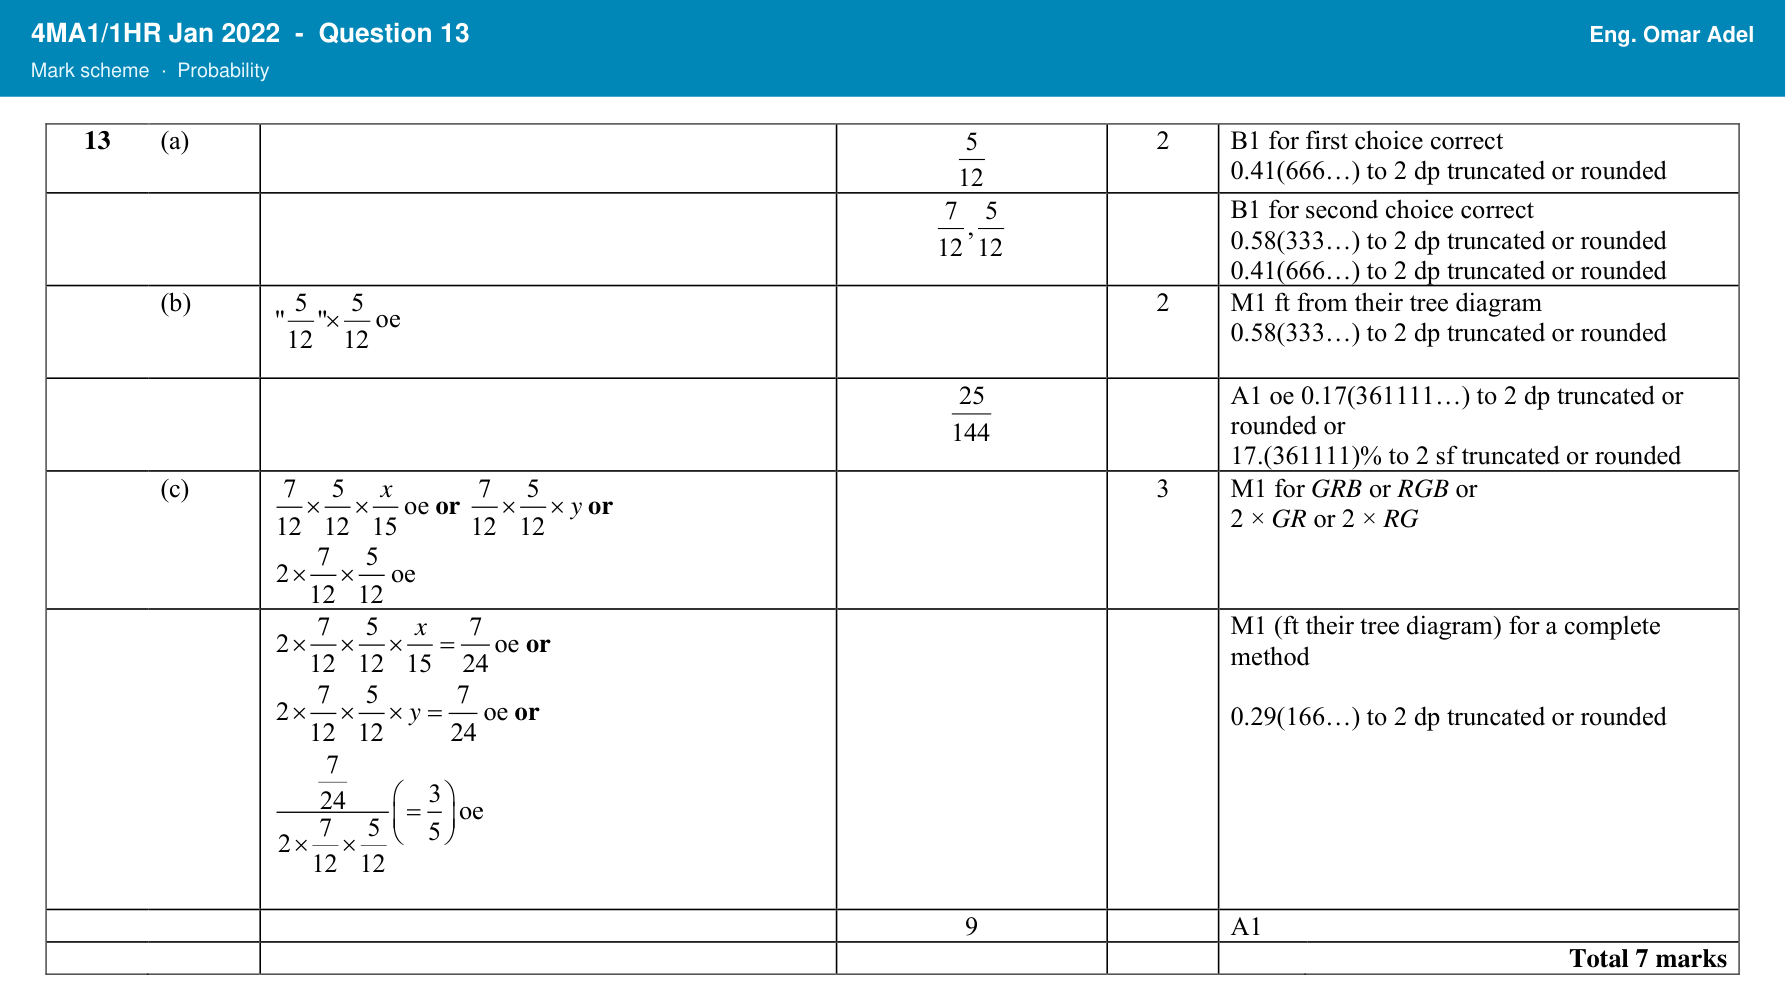 4MA1/1HR Jan 2022 - Question 13
Eng. Omar Adel
Mark scheme · Probability
13 (a) 5/12 2 B1 for first choice correct
0.41(666…) to 2 dp truncated or rounded
7/12, 5/12 B1 for second choice correct
0.58(333…) to 2 dp truncated or rounded
0.41(666…) to 2 dp truncated or rounded
(b) "5/12"×5/12 oe 2 M1 ft from their tree diagram
0.58(333…) to 2 dp truncated or rounded
25/144 A1 oe 0.17(361111…) to 2 dp truncated or
rounded or
17.(361111)% to 2 sf truncated or rounded
(c) 7/12 × 5/12 × x/15 oe or 7/12 × 5/12 × y or 3 M1 for GRB or RGB or
2 × GR or 2 × RG
2× 7/12 × 5/12 oe
2× 7/12 × 5/12 × x/15 = 7/24 oe or M1 (ft their tree diagram) for a complete
method
2× 7/12 × 5/12 × y = 7/24 oe or
0.29(166…) to 2 dp truncated or rounded
(7/24)/(2× 7/12 × 5/12) (= 3/5) oe
9 A1
Total 7 marks